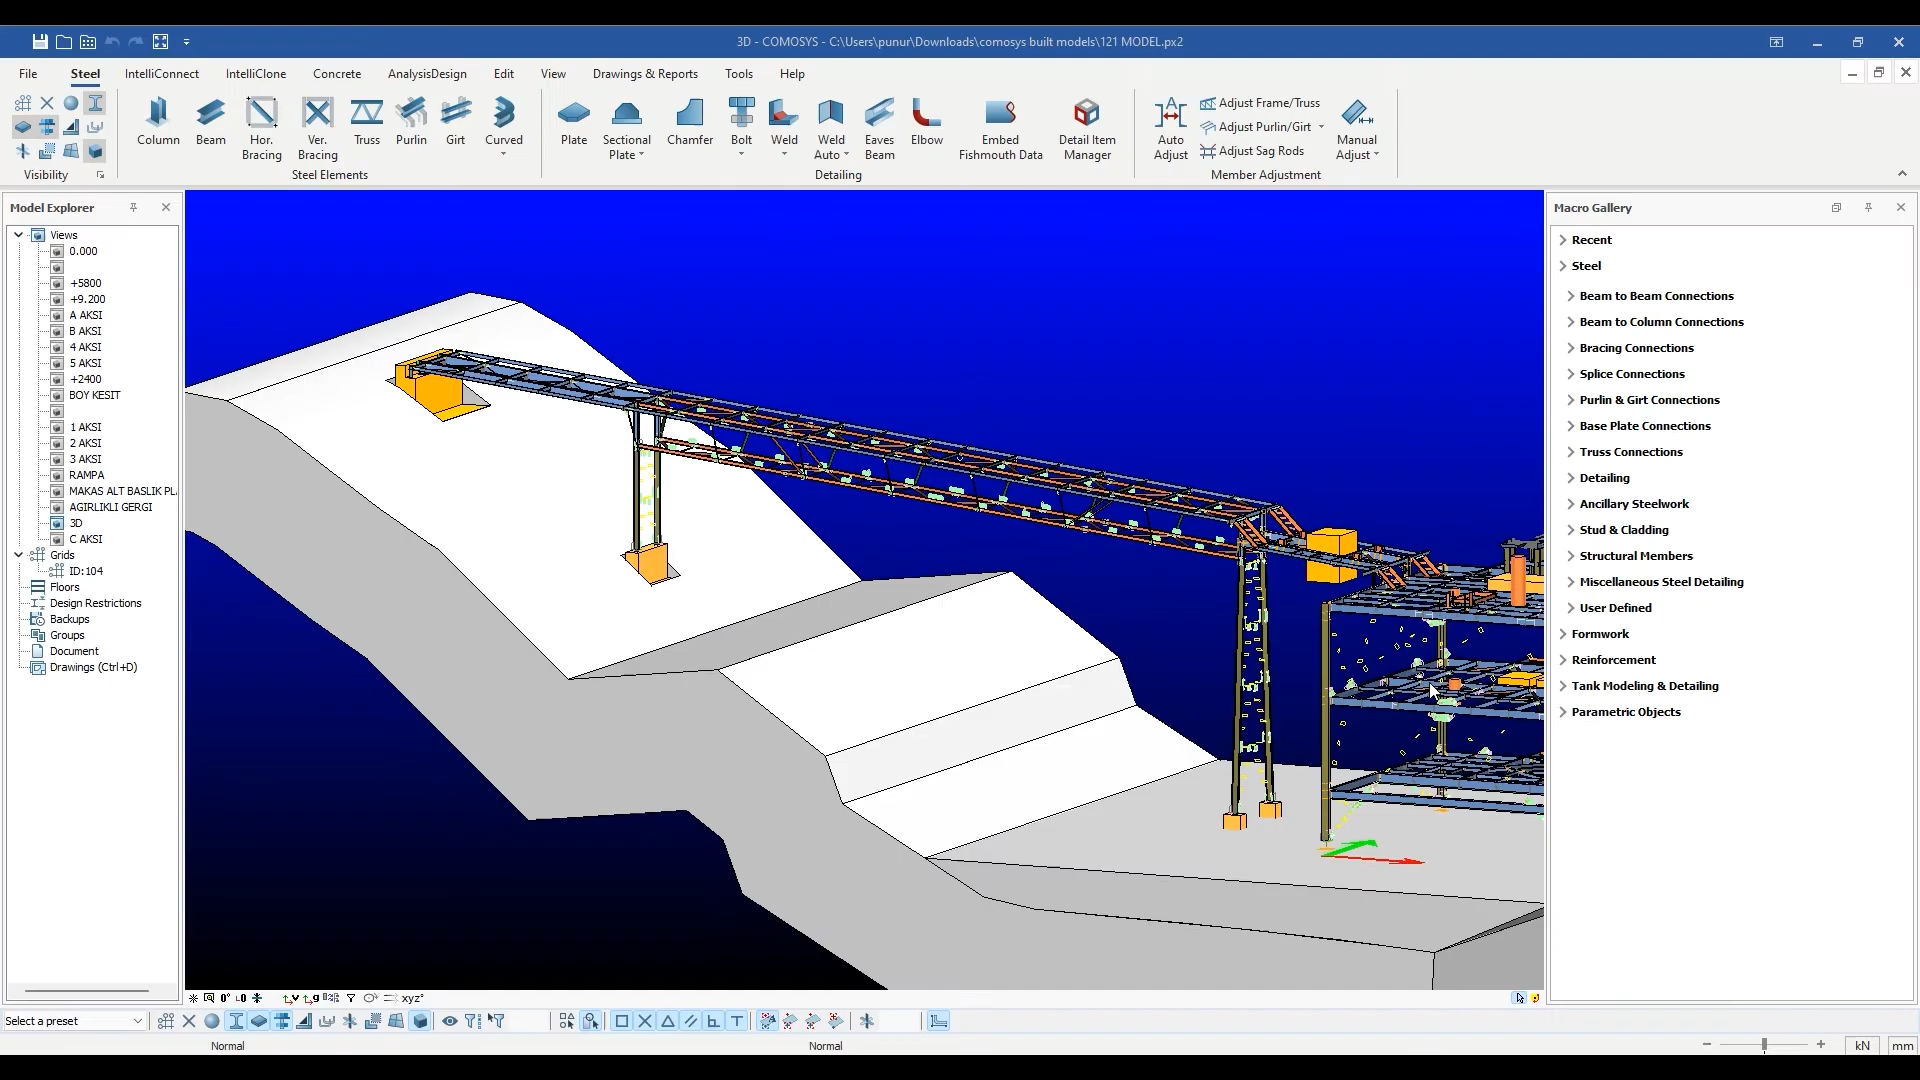 3D - COMOSYS - C:\Users\punur\Downloads\comosys built models\121 MODEL.px2
File Steel IntelliConnect IntelliClone Concrete AnalysisDesign Edit View Drawings & Reports Tools Help
Column Beam Hor. Bracing Ver. Bracing Truss Purlin Girt Curved
Plate Sectional Plate Chamfer Bolt Weld Weld Auto Eaves Beam Elbow Embed Fishmouth Data Detail Item Manager
Auto Adjust
Adjust Frame/Truss
Adjust Purlin/Girt
Adjust Sag Rods
Manual Adjust
Visibility Steel Elements Detailing Member Adjustment
Model Explorer
Views
0.000
+5800
+9.200
A AKSI
B AKSI
4 AKSI
5 AKSI
+2400
BOY KESIT
1 AKSI
2 AKSI
3 AKSI
RAMPA
MAKAS ALT BASLIK PL
AGIRLIKLI GERGI
3D
C AKSI
Grids
ID:104
Floors
Design Restrictions
Backups
Groups
Document
Drawings (Ctrl+D)
Macro Gallery
Recent
Steel
Beam to Beam Connections
Beam to Column Connections
Bracing Connections
Splice Connections
Purlin & Girt Connections
Base Plate Connections
Truss Connections
Detailing
Ancillary Steelwork
Stud & Cladding
Structural Members
Miscellaneous Steel Detailing
User Defined
Formwork
Reinforcement
Tank Modeling & Detailing
Parametric Objects
xyz°
Select a preset
Normal Normal kN mm